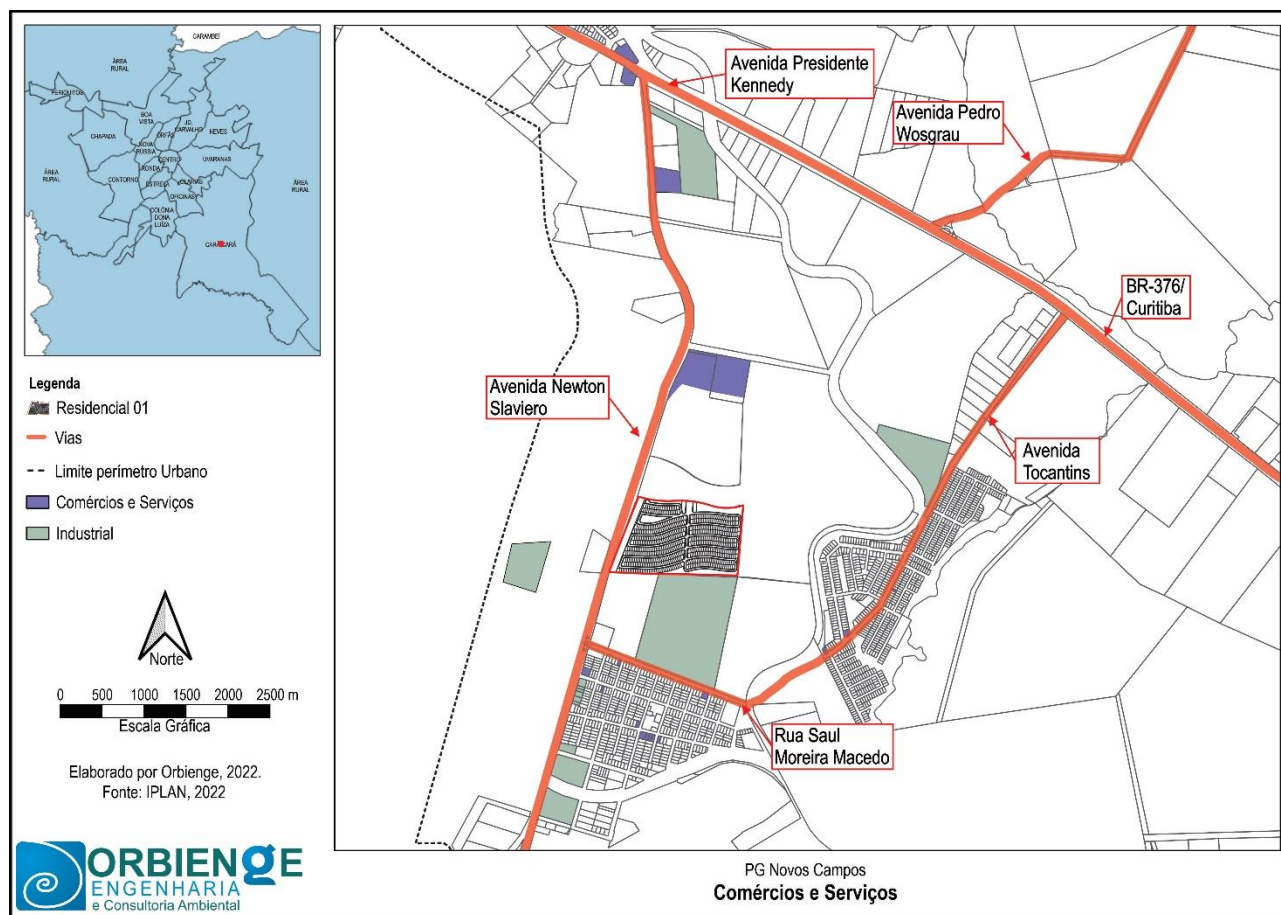 CARAMBEÍ
ÁREA
RURAL
PERIQUITOS
BOA
VISTA
JD.
CARVALHO
ÓRFÃS
NEVES
CHAPADA
NOVA
RÚSSIA
CENTRO
UVARANAS
ÁREA
RURAL
RONDA
CONTORNO
ESTRELA
OLARIAS
OFICINAS
ÁREA
RURAL
COLÔNIA
DONA
LUÍZA
CARÁ-CARÁ
Legenda
Residencial 01
Vias
Limite perímetro Urbano
Comércios e Serviços
Industrial
Norte
0 500 1000 1500 2000 2500 m
Escala Gráfica
Elaborado por Orbienge, 2022.
Fonte: IPLAN, 2022
ORBIENGE
ENGENHARIA
e Consultoria Ambiental
Avenida Presidente
Kennedy
Avenida Pedro
Wosgrau
BR-376/
Curitiba
Avenida Newton
Slaviero
Avenida
Tocantins
Rua Saul
Moreira Macedo
PG Novos Campos
Comércios e Serviços